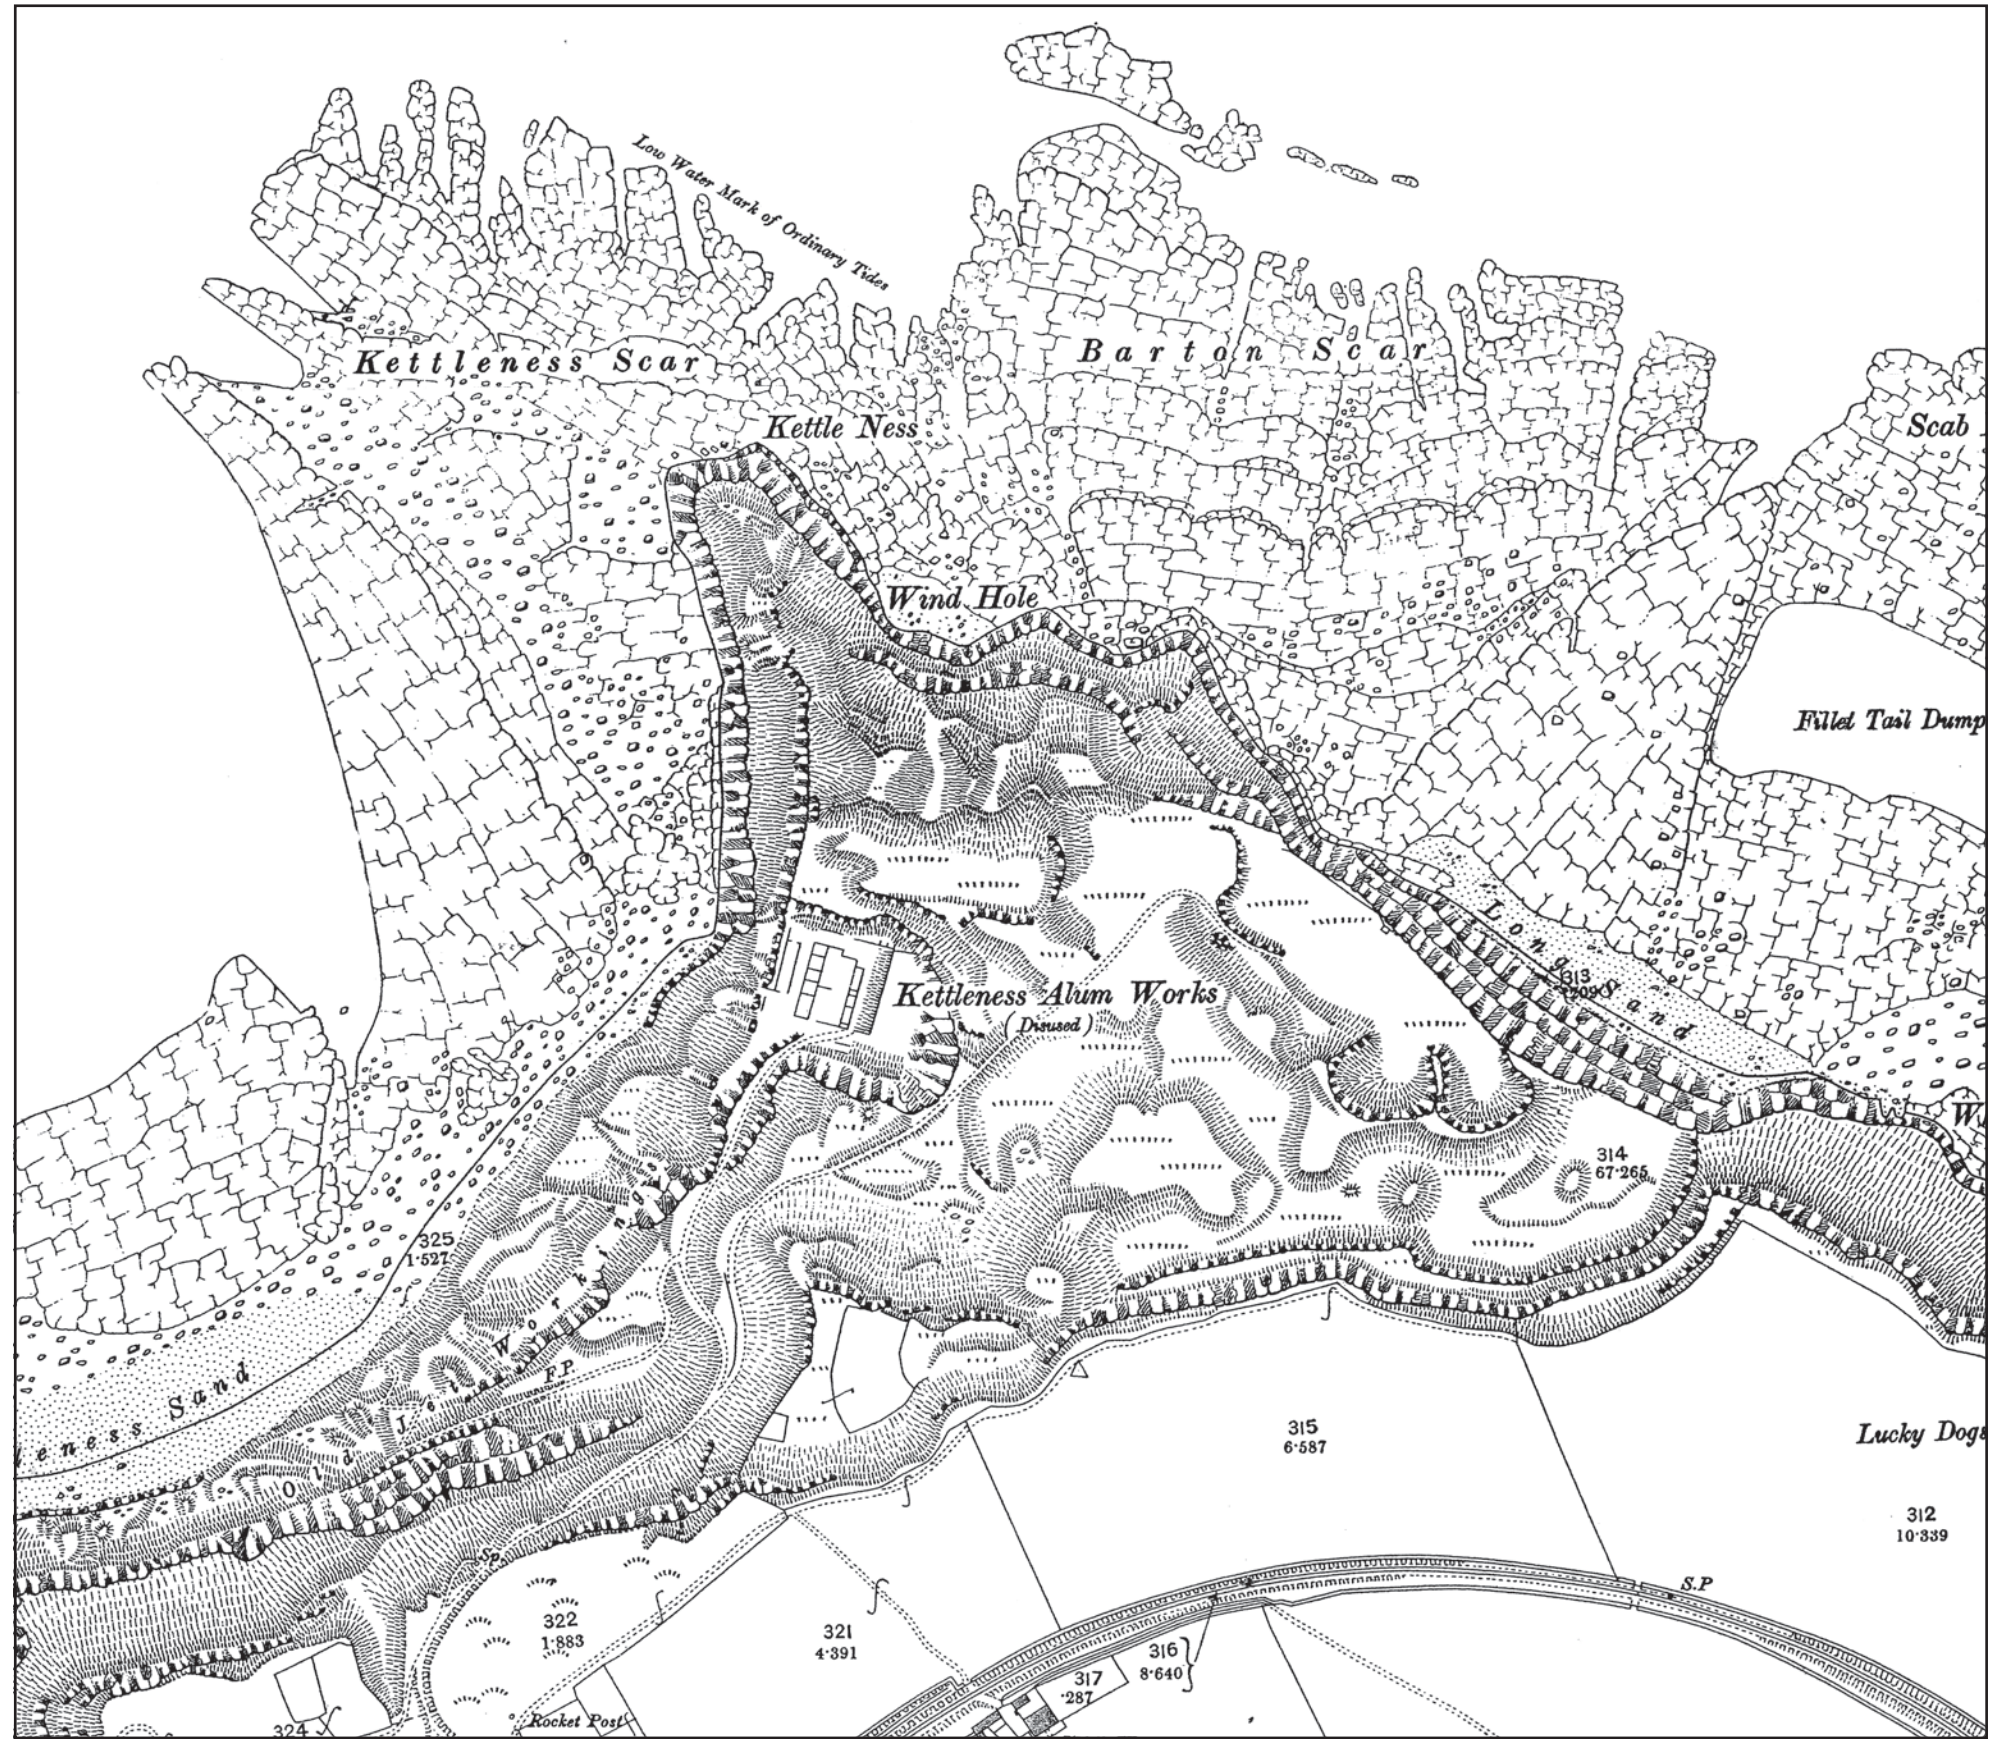 Low Water Mark of Ordinary Tides
Kettleness Scar
Barton Scar
Kettle Ness
Scab
Wind Hole
Fillet Tail Dump
Long Sand
313
Kettleness Alum Works
(Disused)
314
67·265
325
1·527
Old Jet Workings
F.P.
leness Sand
315
6·587
Lucky Dogs
312
10·339
Sp.
S.P
322
1·883
321
4·391
316
8·640
317
·287
Rocket Post
324